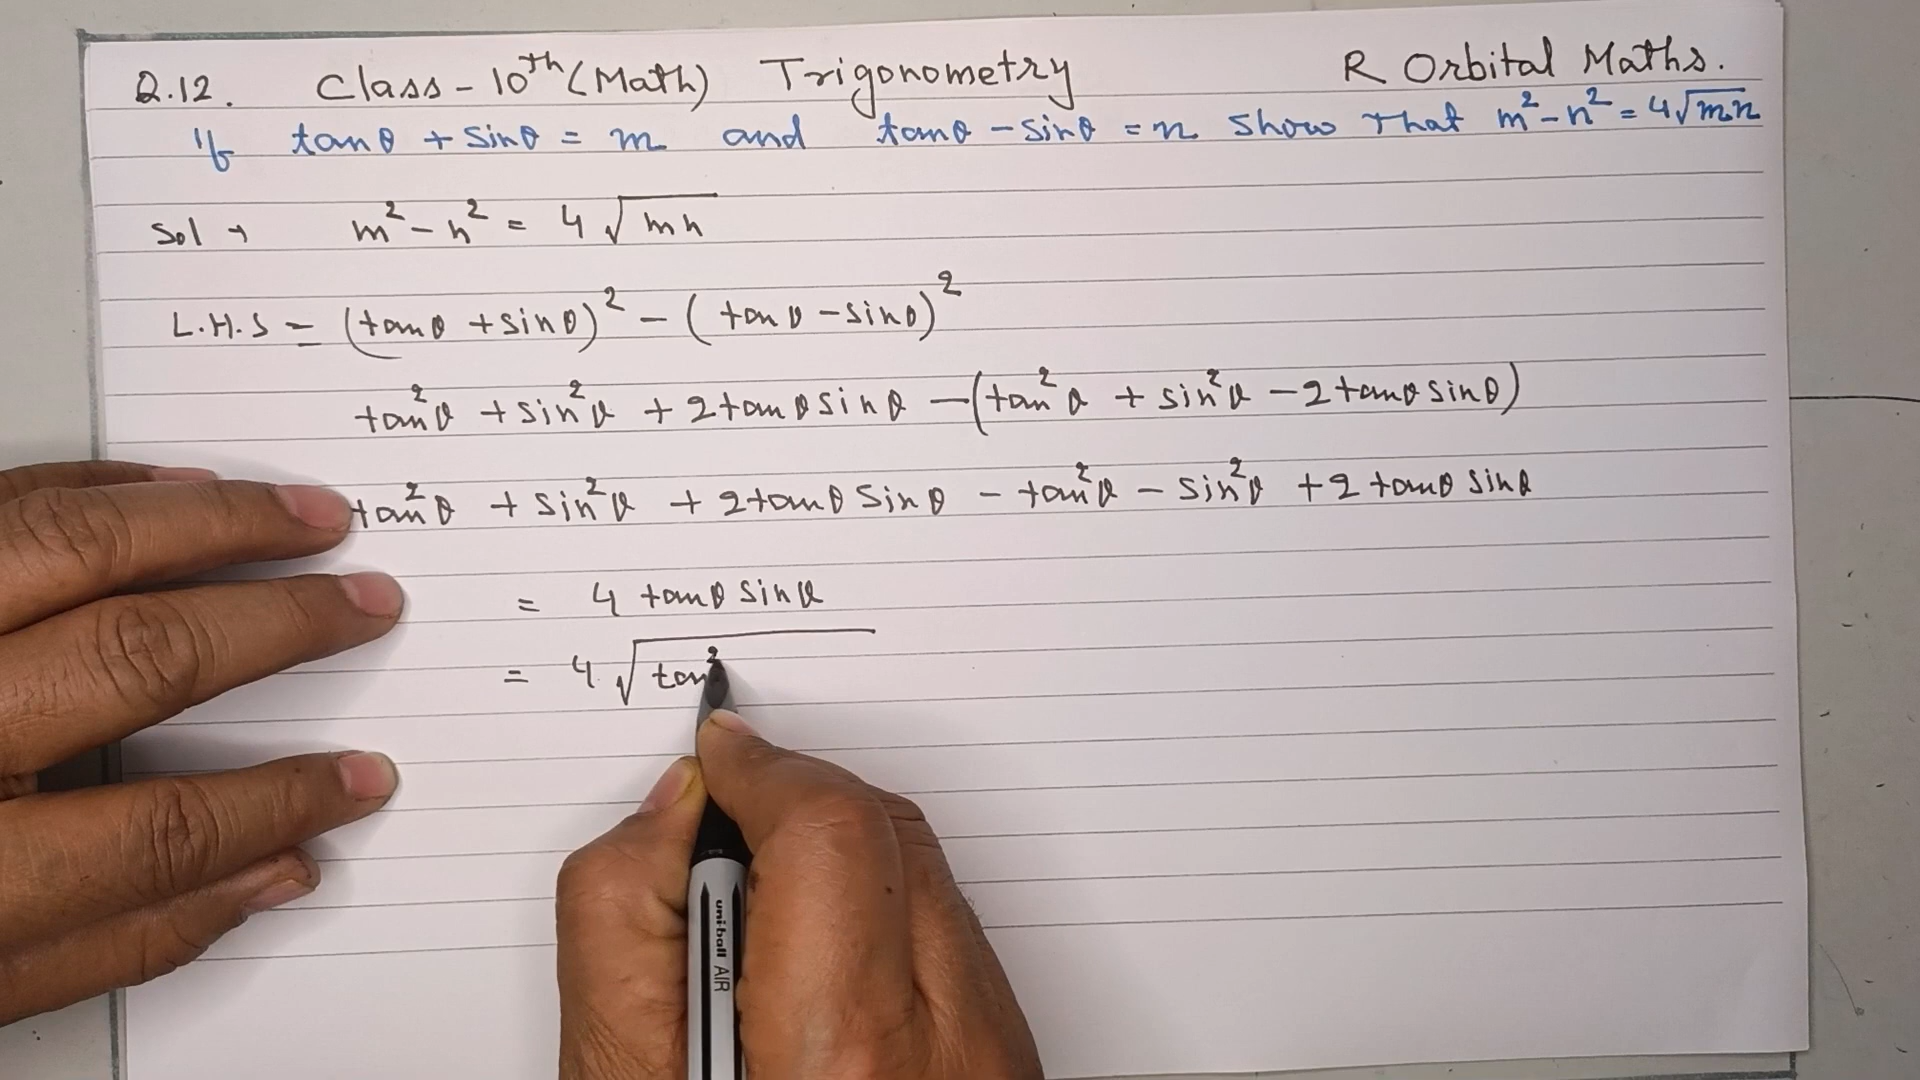 Q.12. Class - 10th (Math) Trigonometry R Orbital Maths.
If tanθ + sinθ = m and tanθ - sinθ = n show that m² - n² = 4√mn
Sol → m² - n² = 4√mn
L.H.S = (tanθ + sinθ)² - (tanθ - sinθ)²
tan²θ + sin²θ + 2tanθ sinθ - (tan²θ + sin²θ - 2tanθ sinθ)
tan²θ + sin²θ + 2tanθ sinθ - tan²θ - sin²θ + 2tanθ sinθ
= 4 tanθ sinθ
= 4√tan²
uni-ball AIR